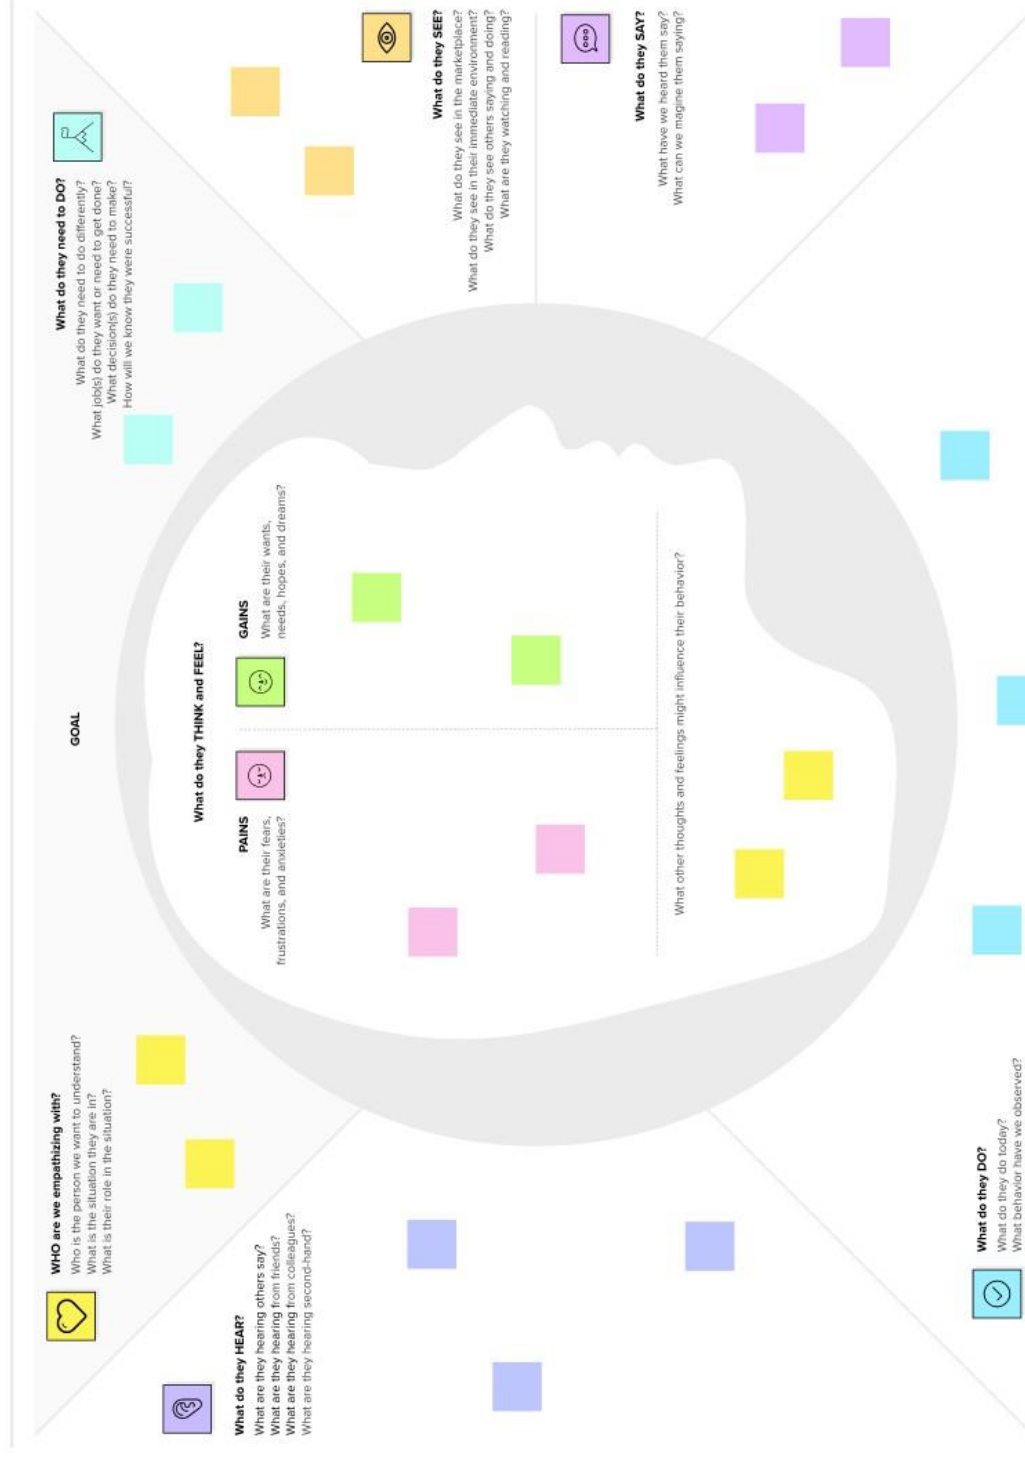 WHO are we empathizing with?
Who is the person we want to understand?
What is the situation they are in?
What is their role in the situation?
GOAL
What do they need to DO?
What do they need to do differently?
What job(s) do they want or need to get done?
What decision(s) do they need to make?
How will we know they were successful?
What do they HEAR?
What are they hearing others say?
What are they hearing from friends?
What are they hearing from colleagues?
What are they hearing second-hand?
What do they THINK and FEEL?
PAINS
What are their fears,
frustrations, and anxieties?
GAINS
What are their wants,
needs, hopes, and dreams?
What other thoughts and feelings might influence their behavior?
What do they SEE?
What do they see in the marketplace?
What do they see in their immediate environment?
What do they see others saying and doing?
What are they watching and reading?
What do they SAY?
What have we heard them say?
What can we magine them saying?
What do they DO?
What do they do today?
What behavior have we observed?